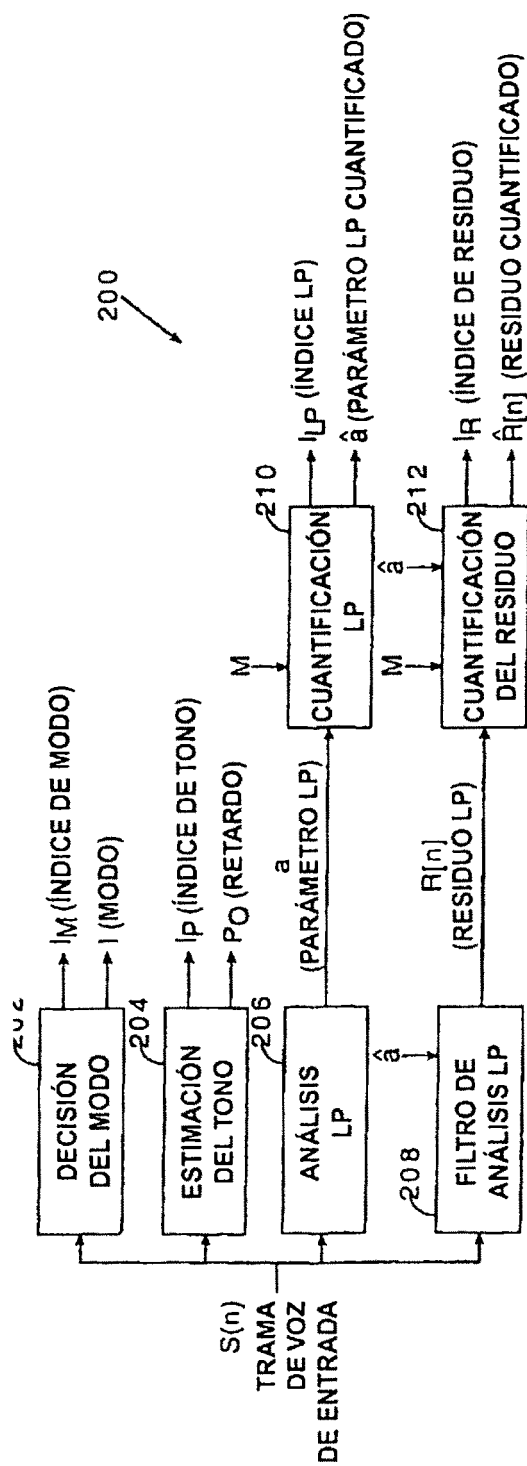 200
S(n)
TRAMA
DE VOZ
DE ENTRADA
202
DECISIÓN
DEL MODO
I_M (ÍNDICE DE MODO)
I (MODO)
204
ESTIMACIÓN
DEL TONO
I_P (ÍNDICE DE TONO)
P_O (RETARDO)
206
ANÁLISIS
LP
a
(PARÁMETRO LP)
M
210
CUANTIFICACIÓN
LP
I_LP (ÍNDICE LP)
â (PARÁMETRO LP CUANTIFICADO)
â
208
FILTRO DE
ANÁLISIS LP
R[n]
(RESIDUO LP)
M
â
212
CUANTIFICACIÓN
DEL RESIDUO
I_R (ÍNDICE DE RESIDUO)
R̂[n] (RESIDUO CUANTIFICADO)